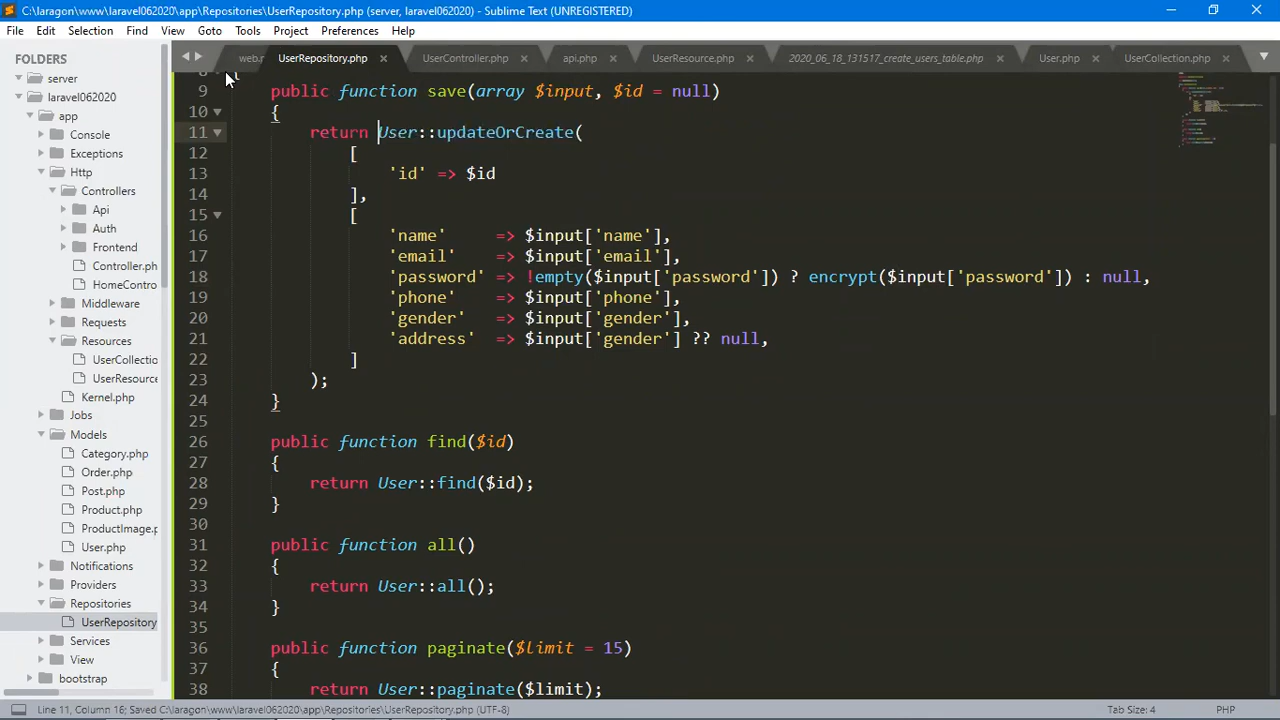 C:\laragon\www\laravel062020\app\Repositories\UserRepository.php (server, laravel062020) - Sublime Text (UNREGISTERED)
File Edit Selection Find View Goto Tools Project Preferences Help
FOLDERS
server
laravel062020
app
Console
Exceptions
Http
Controllers
Api
Auth
Frontend
Controller.ph
HomeContro
Middleware
Requests
Resources
UserCollectio
UserResource
Kernel.php
Jobs
Models
Category.php
Order.php
Post.php
Product.php
ProductImage.p
User.php
Notifications
Providers
Repositories
UserRepository
Services
View
bootstrap
web.r UserRepository.php UserController.php api.php UserResource.php 2020_06_18_131517_create_users_table.php User.php UserCollection.php
8 {
9 public function save(array $input, $id = null)
10 {
11 return User::updateOrCreate(
12 [
13 'id' => $id
14 ],
15 [
16 'name' => $input['name'],
17 'email' => $input['email'],
18 'password' => !empty($input['password']) ? encrypt($input['password']) : null,
19 'phone' => $input['phone'],
20 'gender' => $input['gender'],
21 'address' => $input['gender'] ?? null,
22 ]
23 );
24 }
25
26 public function find($id)
27 {
28 return User::find($id);
29 }
30
31 public function all()
32 {
33 return User::all();
34 }
35
36 public function paginate($limit = 15)
37 {
38 return User::paginate($limit);
Line 11, Column 16; Saved C:\laragon\www\laravel062020\app\Repositories\UserRepository.php (UTF-8) Tab Size: 4 PHP